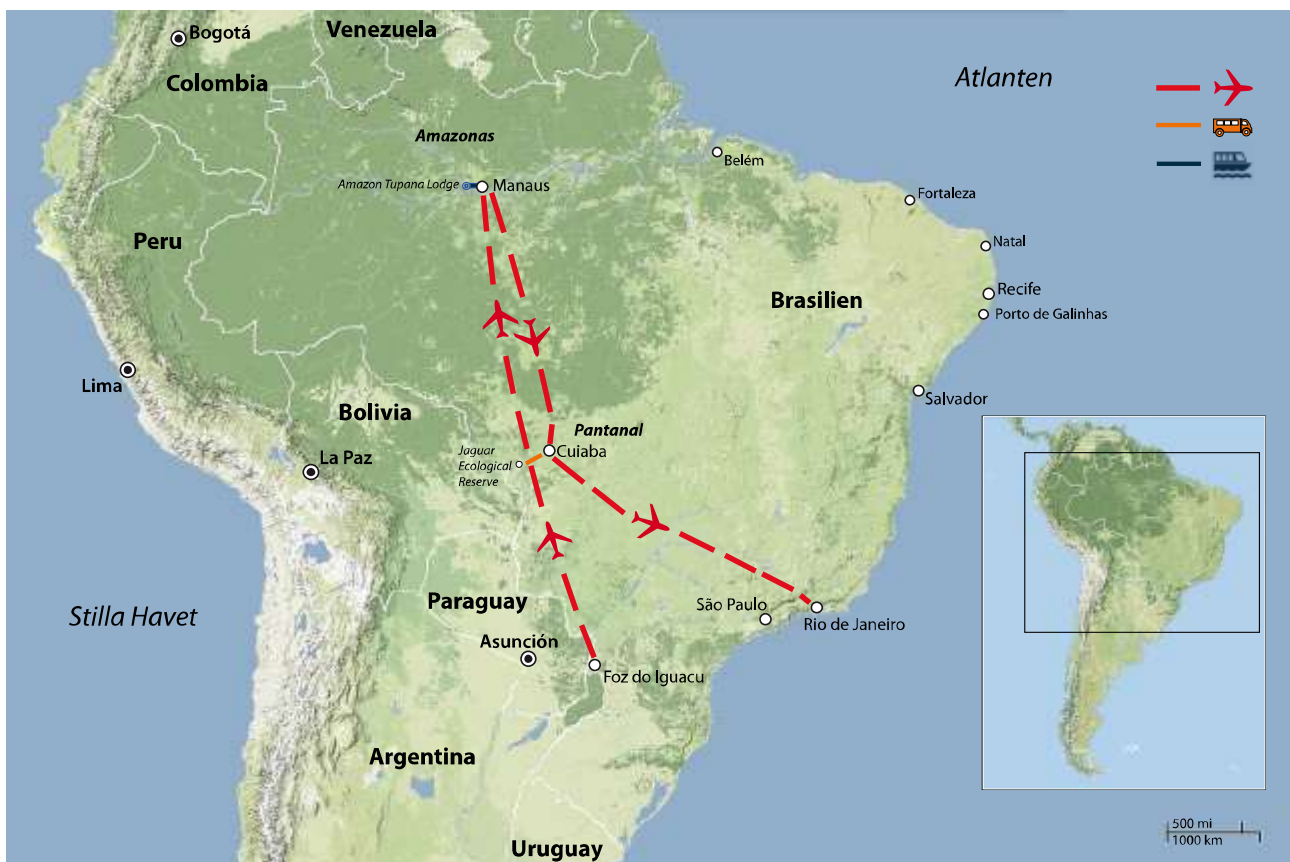 Bogotá
Venezuela
Colombia
Atlanten
Amazonas
Belém
Amazon Tupana Lodge
Manaus
Fortaleza
Peru
Natal
Brasilien
Recife
Porto de Galinhas
Lima
Salvador
Bolivia
Pantanal
Jaguar
Ecological
Reserve
Cuiaba
La Paz
Paraguay
São Paulo
Rio de Janeiro
Stilla Havet
Asunción
Foz do Iguacu
Argentina
500 mi
1000 km
Uruguay